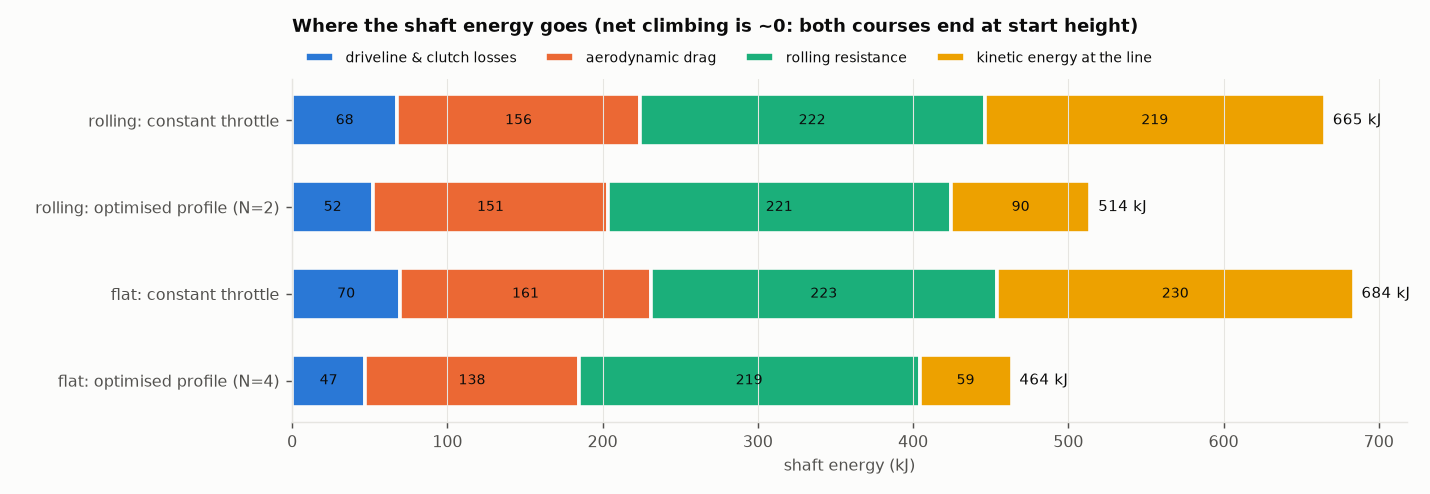 Where the shaft energy goes (net climbing is ~0: both courses end at start height)
driveline & clutch losses aerodynamic drag rolling resistance kinetic energy at the line
rolling: constant throttle 68 156 222 219 665 kJ
rolling: optimised profile (N=2) 52 151 221 90 514 kJ
flat: constant throttle 70 161 223 230 684 kJ
flat: optimised profile (N=4) 47 138 219 59 464 kJ
0 100 200 300 400 500 600 700
shaft energy (kJ)